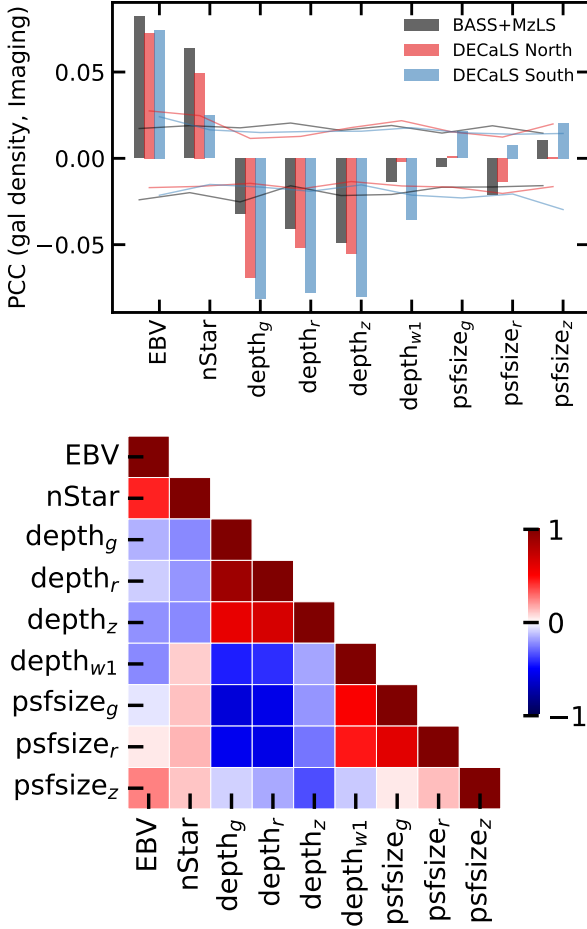 PCC (gal density, Imaging)
0.05
0.00
−0.05
BASS+MzLS
DECaLS North
DECaLS South
EBV
nStar
depth_g
depth_r
depth_z
depth_w1
psfsize_g
psfsize_r
psfsize_z
EBV
nStar
depth_g
depth_r
depth_z
depth_w1
psfsize_g
psfsize_r
psfsize_z
1
0
−1
EBV
nStar
depth_g
depth_r
depth_z
depth_w1
psfsize_g
psfsize_r
psfsize_z